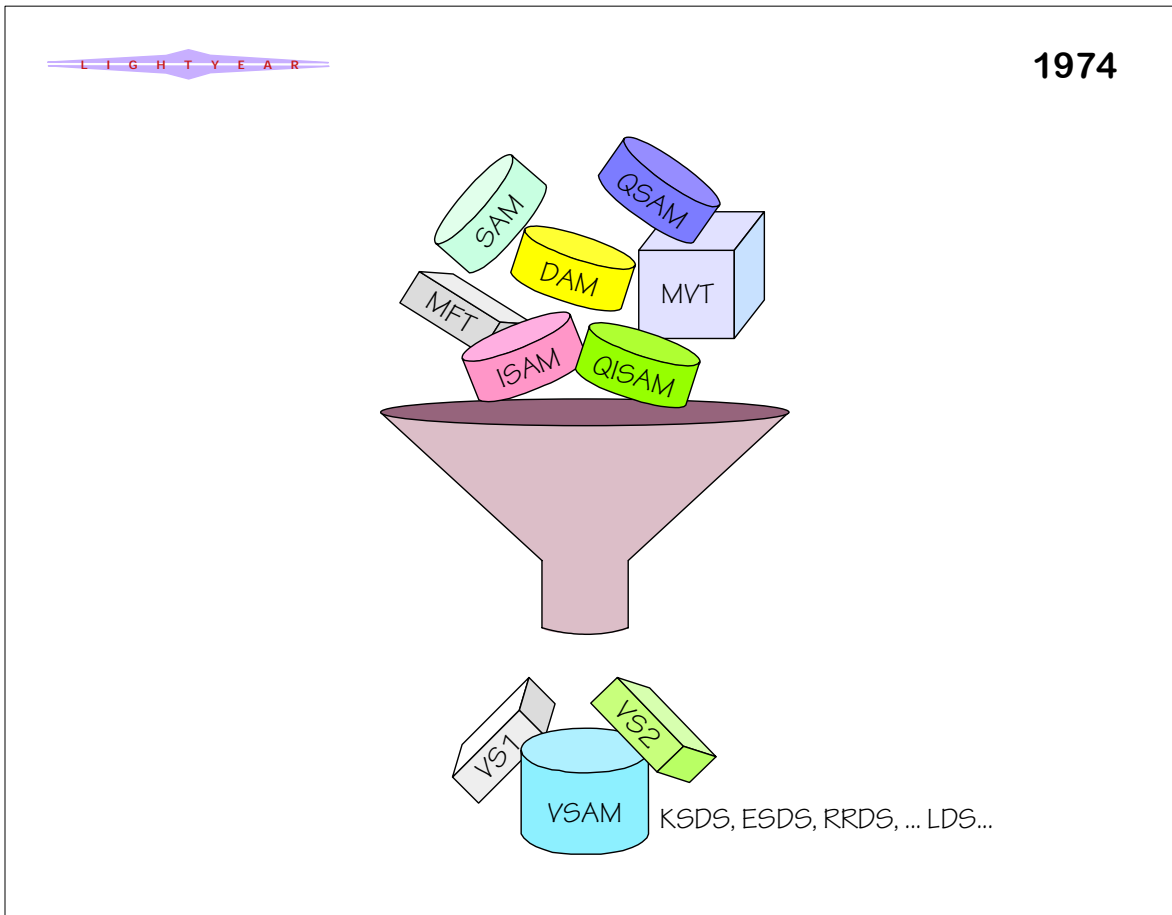 LIGHTYEAR
1974
QSAM
SAM
DAM
MVT
MFT
ISAM
QISAM
VS1
VS2
VSAM
KSDS, ESDS, RRDS, ... LDS...